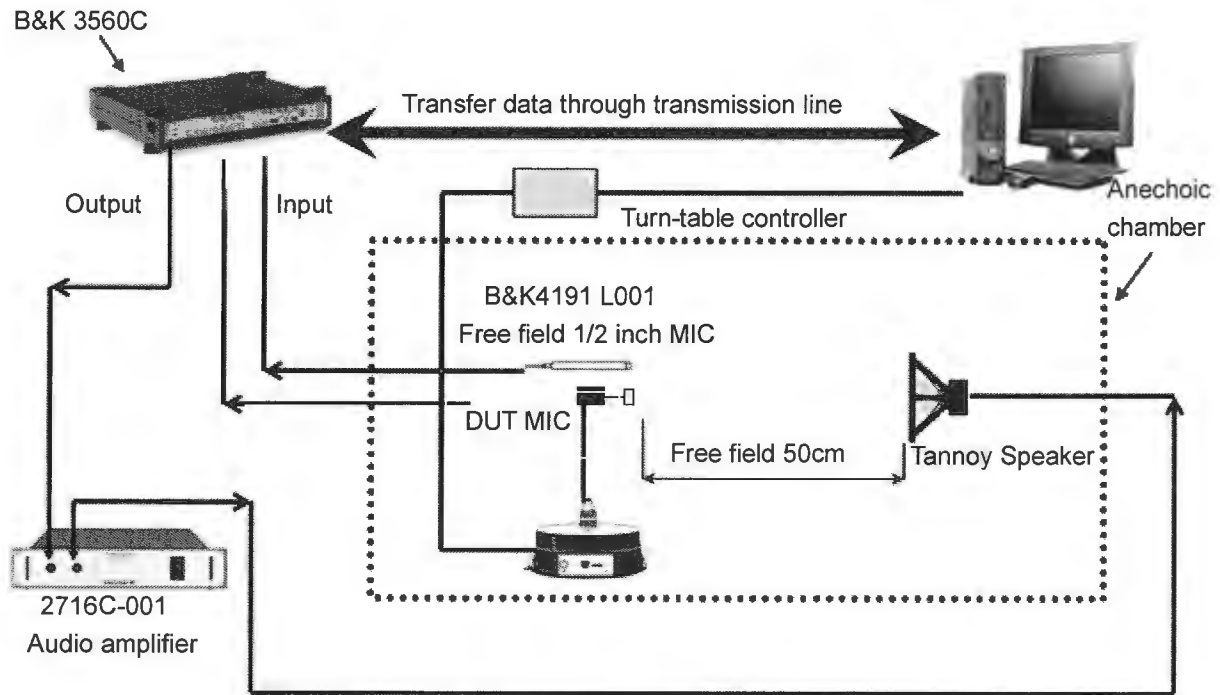 B&K 3560C
Transfer data through transmission line
Output
Input
Turn-table controller
Anechoic
chamber
B&K4191 L001
Free field 1/2 inch MIC
DUT MIC
Free field 50cm
Tannoy Speaker
2716C-001
Audio amplifier